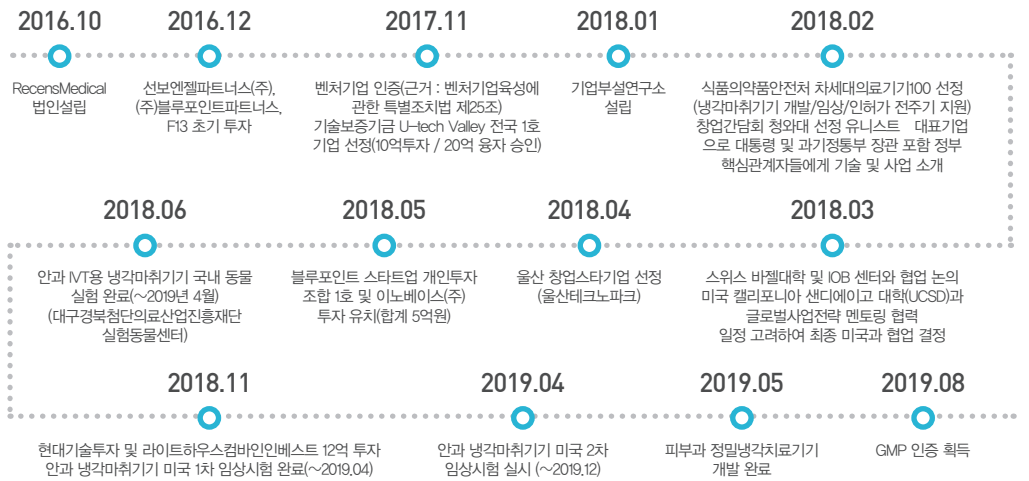 2016.10
RecensMedical
법인설립
2016.12
선보엔젤파트너스(주),
(주)블루포인트파트너스,
F13 초기 투자
2017.11
벤처기업 인증(근거 : 벤처기업육성에
관한 특별조치법 제25조)
기술보증기금 U-tech Valley 전국 1호
기업 선정(10억투자 / 20억 융자 승인)
2018.01
기업부설연구소
설립
2018.02
식품의약품안전처 차세대의료기기100 선정
(냉각마취기기 개발/임상/인허가 전주기 지원)
창업간담회 청와대 선정 유니스트 대표기업
으로 대통령 및 과기정통부 장관 포함 정부
핵심관계자들에게 기술 및 사업 소개
2018.06
안과 IVT용 냉각마취기기 국내 동물
실험 완료(~2019년 4월)
(대구경북첨단의료산업진흥재단
실험동물센터)
2018.05
블루포인트 스타트업 개인투자
조합 1호 및 이노베이스(주)
투자 유치(합계 5억원)
2018.04
울산 창업스타기업 선정
(울산테크노파크)
2018.03
스위스 바젤대학 및 IOB 센터와 협업 논의
미국 캘리포니아 샌디에이고 대학(UCSD)과
글로벌사업전략 멘토링 협력
일정 고려하여 최종 미국과 협업 결정
2018.11
현대기술투자 및 라이트하우스컴바인인베스트 12억 투자
안과 냉각마취기기 미국 1차 임상시험 완료(~2019.04)
2019.04
안과 냉각마취기기 미국 2차
임상시험 실시 (~2019.12)
2019.05
피부과 정밀냉각치료기기
개발 완료
2019.08
GMP 인증 획득